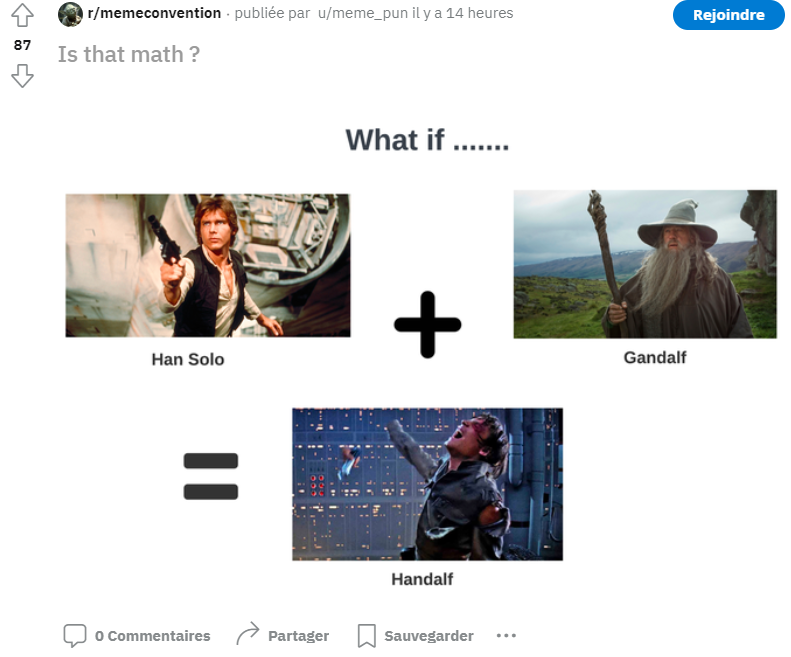 r/memeconvention · publiée par u/meme_pun il y a 14 heures
Rejoindre
87
Is that math ?
What if .......
Han Solo
Gandalf
Handalf
0 Commentaires
Partager
Sauvegarder